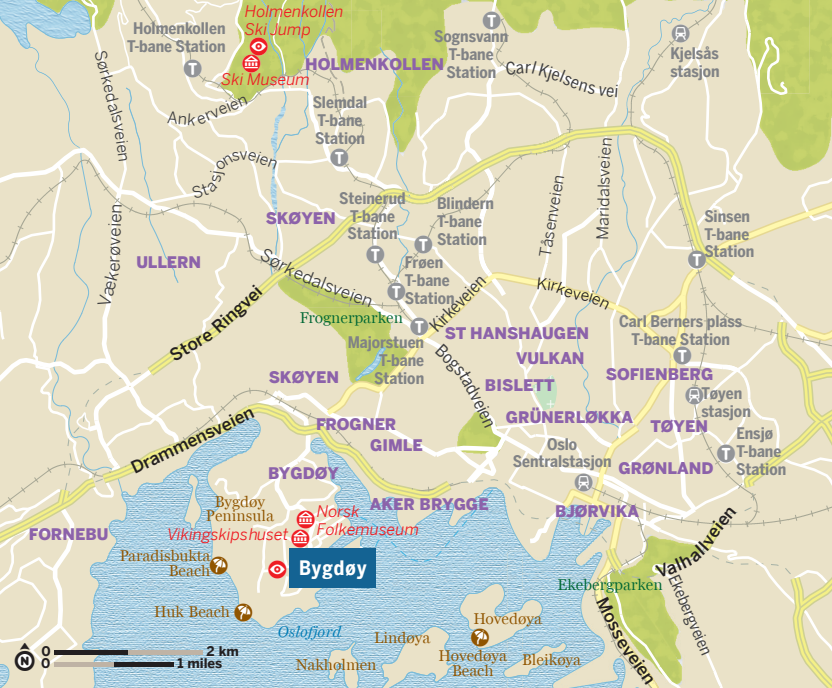 Holmenkollen
Ski Jump
Holmenkollen
T-bane Station
Ski Museum
HOLMENKOLLEN
Sognsvann
T-bane
Station
Carl Kjelsens vei
Kjelsås
stasjon
Sørkedalsveien
Ankerveien
Slemdal
T-bane
Station
Stasjonsveien
Maridalsveien
Tåsenveien
Steinerud
T-bane
Station
Blindern
T-bane
Station
SKØYEN
Sinsen
T-bane
Station
Vækerøveien
ULLERN
Sørkedalsveien
Frøen
T-bane
Station
Kirkeveien
Kirkeveien
Store Ringvei
Frognerparken
Majorstuen
T-bane
Station
ST HANSHAUGEN
Carl Berners plass
T-bane Station
VULKAN
Bogstadveien
SKØYEN
BISLETT
SOFIENBERG
Tøyen
stasjon
Drammensveien
FROGNER
GRÜNERLØKKA
TØYEN
GIMLE
Oslo
Sentralstasjon
Ensjø
T-bane
Station
BYGDØY
GRØNLAND
Bygdøy
Peninsula
AKER BRYGGE
BJØRVIKA
Norsk
Folkemuseum
Vikingskipshuset
FORNEBU
Valhallveien
Paradisbukta
Beach
Bygdøy
Ekebergparken
Ekebergveien
Mosseveien
Huk Beach
Oslofjord
Hovedøya
Lindøya
Hovedøya
Beach
Bleikøya
Nakholmen
N
0 2 km
0 1 miles